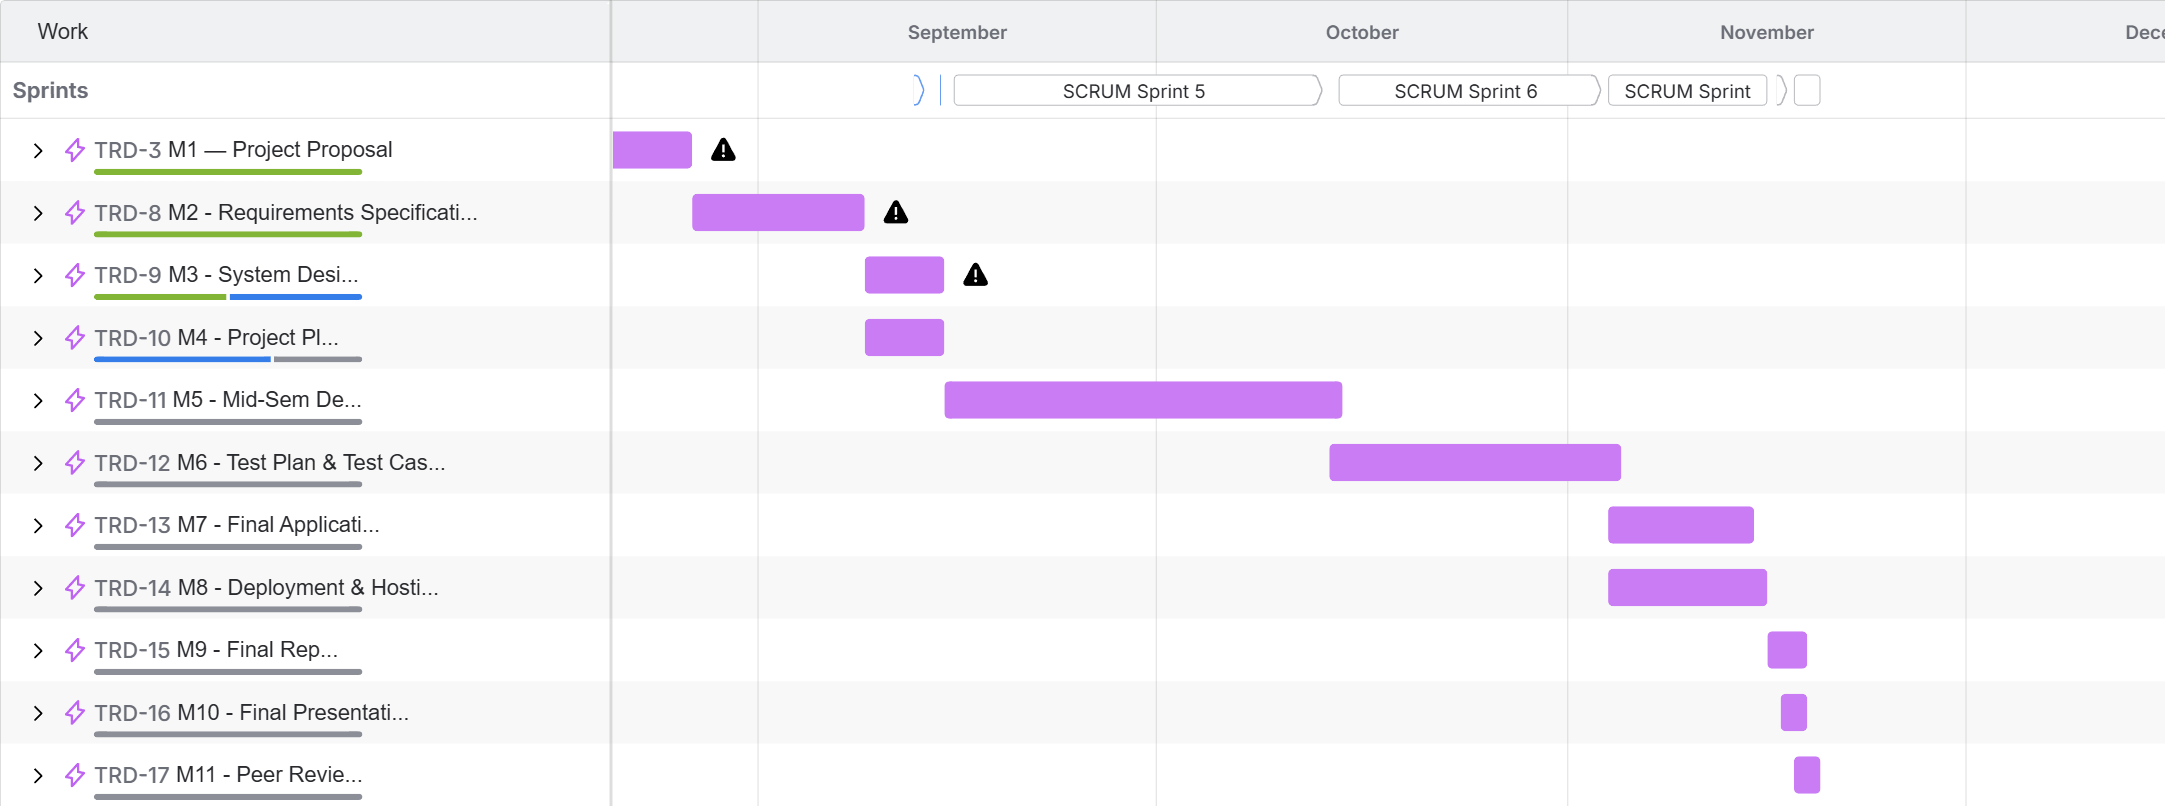 Work
September
October
November
Dece
Sprints
SCRUM Sprint 5
SCRUM Sprint 6
SCRUM Sprint
TRD-3 M1 — Project Proposal
TRD-8 M2 - Requirements Specificati...
TRD-9 M3 - System Desi...
TRD-10 M4 - Project Pl...
TRD-11 M5 - Mid-Sem De...
TRD-12 M6 - Test Plan & Test Cas...
TRD-13 M7 - Final Applicati...
TRD-14 M8 - Deployment & Hosti...
TRD-15 M9 - Final Rep...
TRD-16 M10 - Final Presentati...
TRD-17 M11 - Peer Revie...